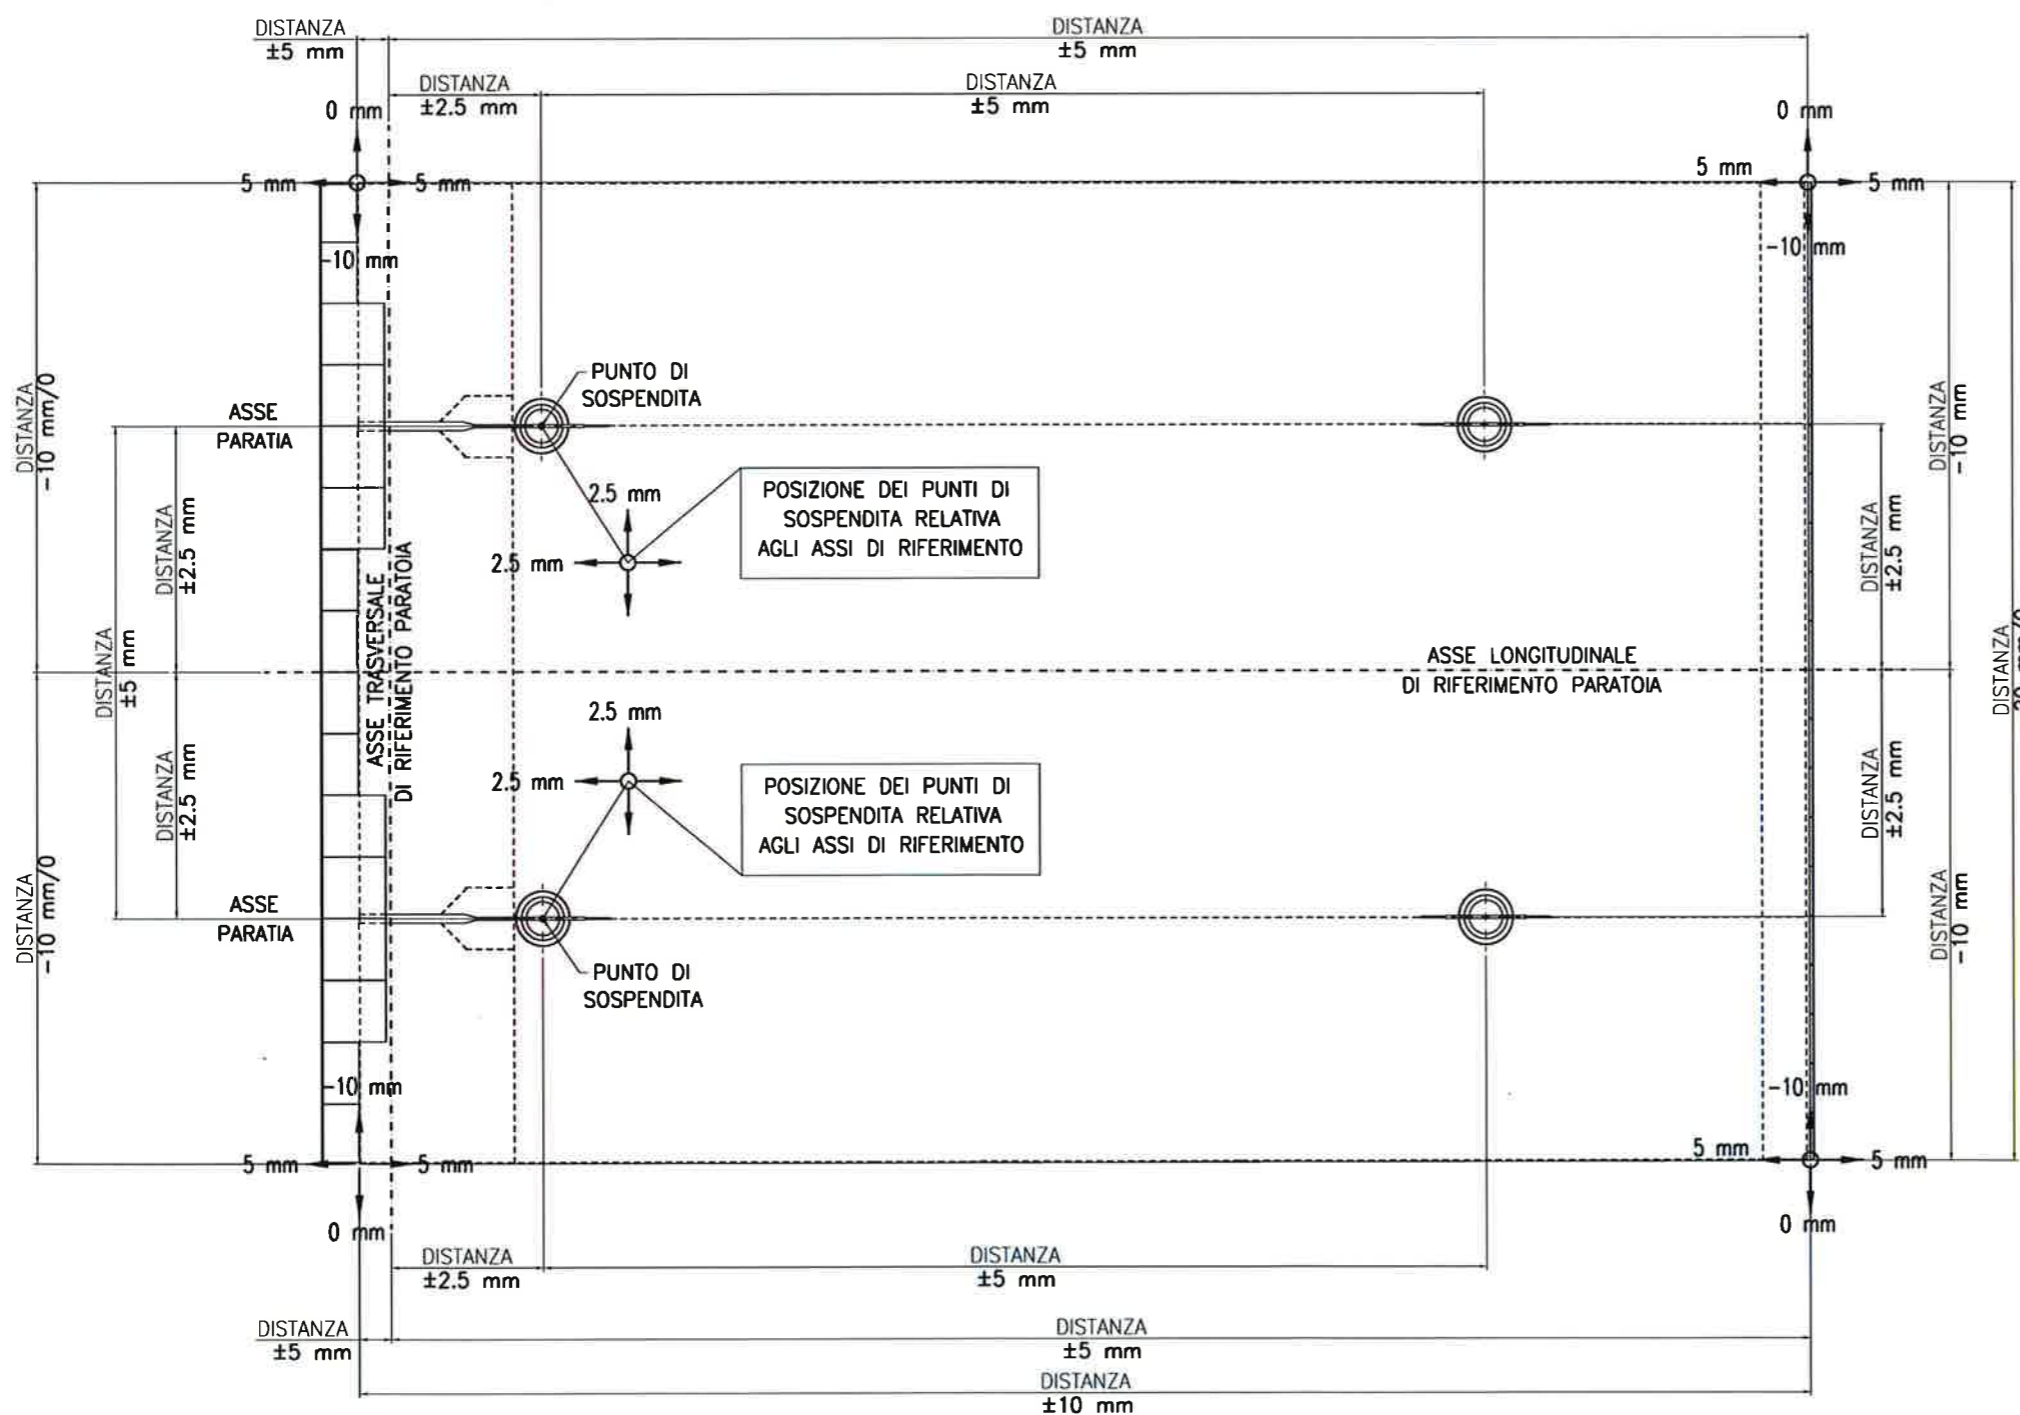 DISTANZA
±5 mm
DISTANZA
±5 mm
DISTANZA
±2.5 mm
DISTANZA
±5 mm
0 mm
0 mm
5 mm
5 mm
5 mm
5 mm
-10 mm
-10 mm
DISTANZA
-10 mm/0
ASSE
PARATIA
PUNTO DI
SOSPENDITA
DISTANZA
-10 mm
2.5 mm
2.5 mm
POSIZIONE DEI PUNTI DI
SOSPENDITA RELATIVA
AGLI ASSI DI RIFERIMENTO
DISTANZA
±2.5 mm
DISTANZA
±2.5 mm
ASSE TRASVERSALE
DI RIFERIMENTO PARATOIA
DISTANZA
±5 mm
ASSE LONGITUDINALE
DI RIFERIMENTO PARATOIA
DISTANZA
2.5 mm
2.5 mm
POSIZIONE DEI PUNTI DI
SOSPENDITA RELATIVA
AGLI ASSI DI RIFERIMENTO
DISTANZA
±2.5 mm
DISTANZA
±2.5 mm
DISTANZA
-10 mm/0
ASSE
PARATIA
PUNTO DI
SOSPENDITA
DISTANZA
-10 mm
-10 mm
-10 mm
5 mm
5 mm
5 mm
5 mm
0 mm
0 mm
DISTANZA
±2.5 mm
DISTANZA
±5 mm
DISTANZA
±5 mm
DISTANZA
±5 mm
DISTANZA
±10 mm